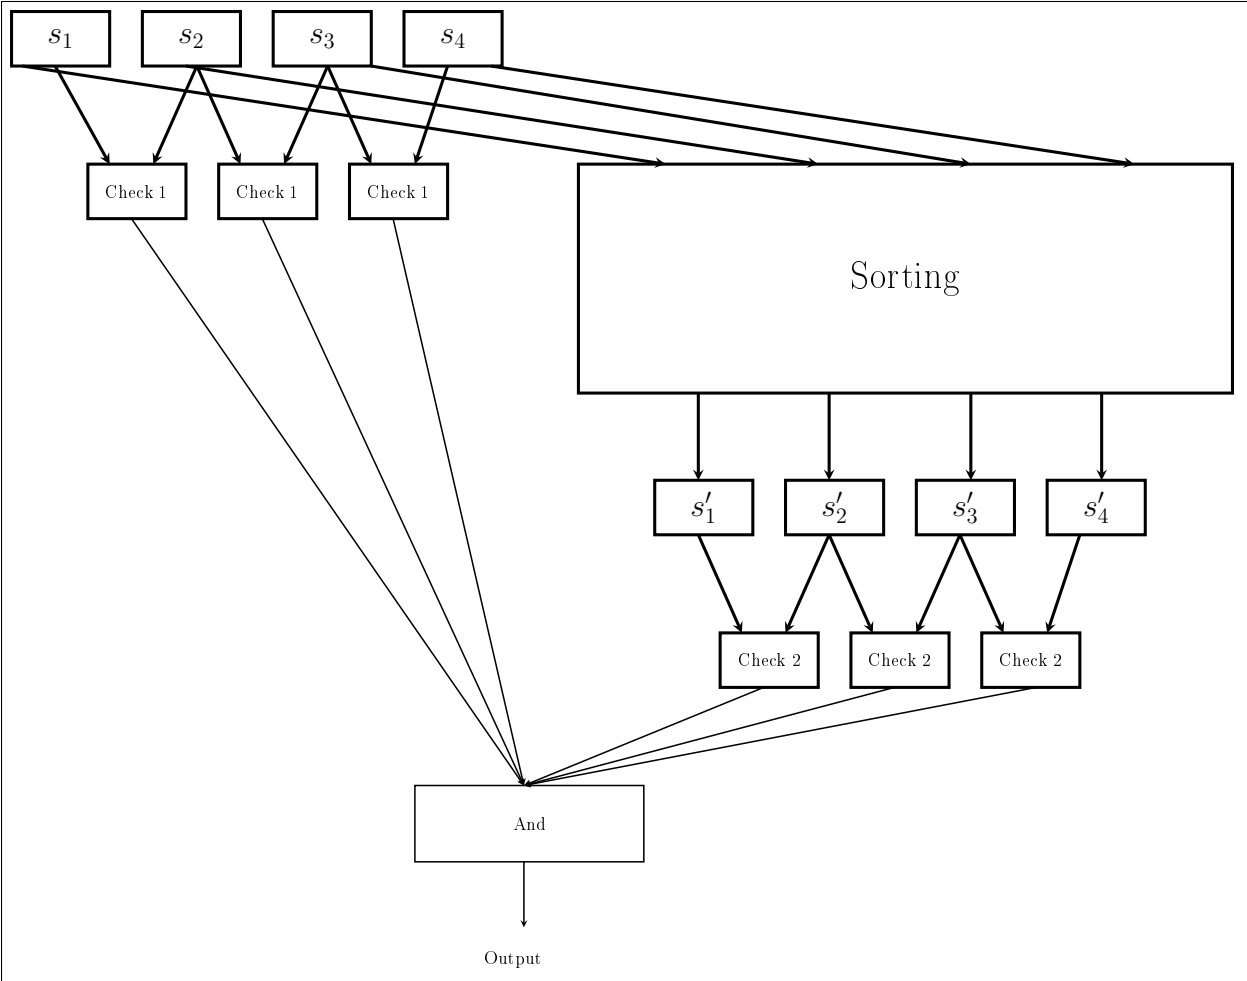 s₁ s₂ s₃ s₄
Check 1 Check 1 Check 1
Sorting
s′₁ s′₂ s′₃ s′₄
Check 2 Check 2 Check 2
And
Output